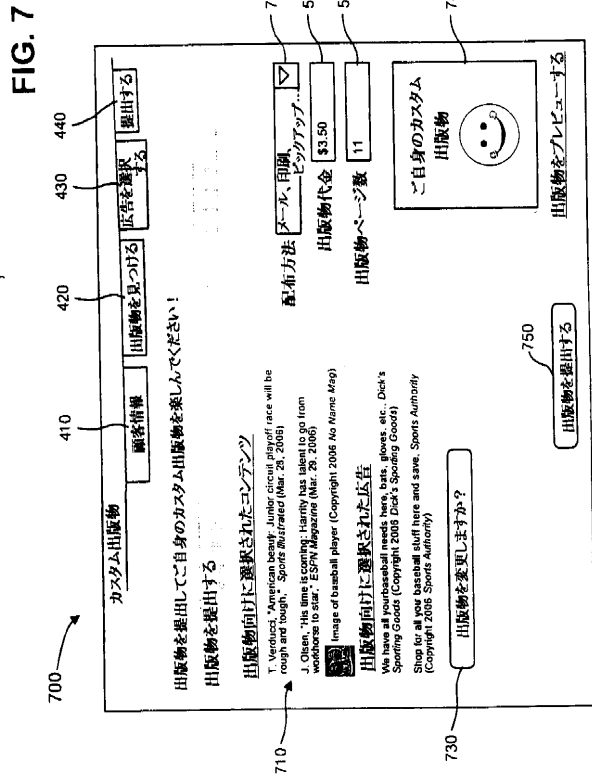 FIG. 7
700
カスタム出版物
410
420
430
440
顧客情報
出版物を見つける
広告を選択
する
提出する
出版物を提出してご自身のカスタム出版物を楽しんでください！
出版物を提出する
出版物向けに選択されたコンテンツ
T. Verducci, "American beauty: Junior circuit playoff race will be
rough and tough," Sports Illustrated (Mar. 28, 2006)
J. Olsen, "His time is coming: Harrity has talent to go from
workhorse to star," ESPN Magazine (Mar. 29, 2006)
Image of baseball player (Copyright 2006 No Name Mag)
710
出版物向けに選択された広告
We have all yourbaseball needs here, bats, gloves, etc., Dick's
Sporting Goods (Copyright 2006 Dick's Sporting Goods)
Shop for all your baseball stuff here and save, Sports Authority
(Copyright 2006 Sports Authority)
配布方法
メール、印刷、
ピックアップ…
7
出版物代金
$3.50
5
出版物ページ数
11
5
ご自身のカスタム
出版物
7
出版物をプレビューする
730
出版物を変更しますか？
750
出版物を提出する